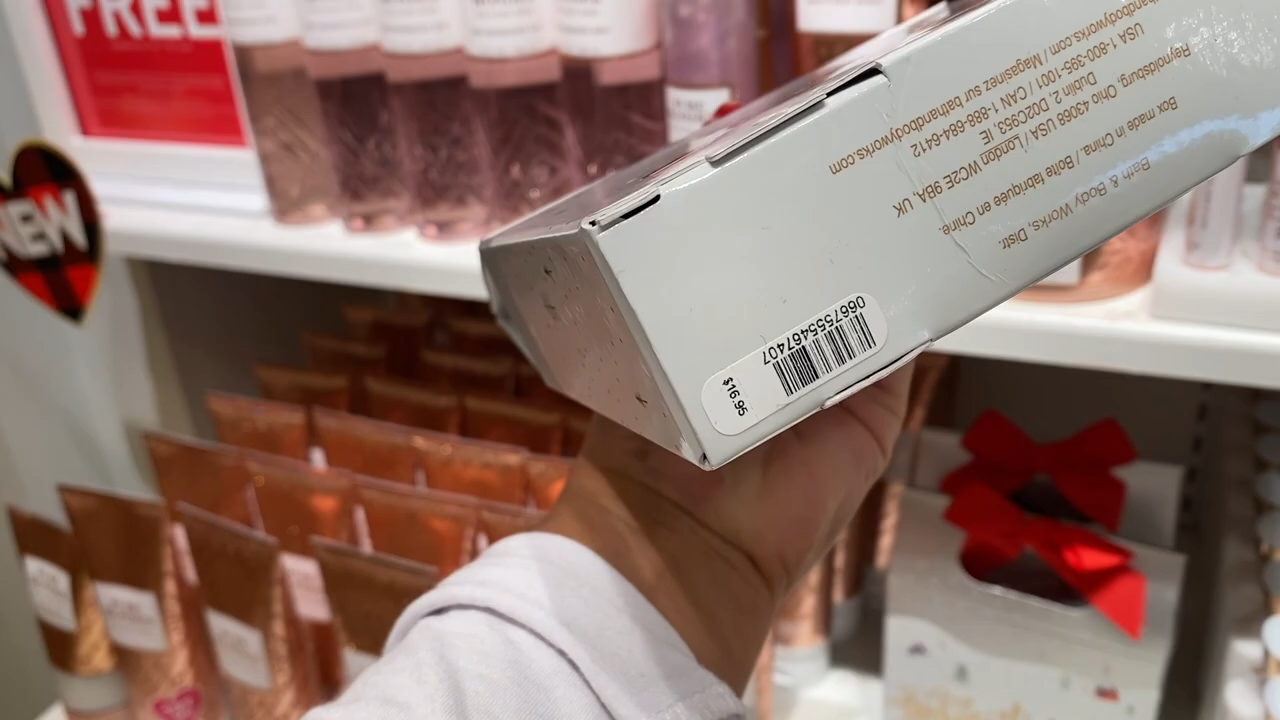 FREE
NEW
Bath & Body Works, Distr.
Box made in China / Boîte fabriquée en Chine.
Reynoldsburg, Ohio 43068 USA / London WC2E 9BA, UK
Dublin 2, D02C953, IE
USA 1-800-395-1001 / CAN 1-888-684-6412
bathandbodyworks.com / Magasinez sur bathandbodyworks.com
0667555467407
$16.95